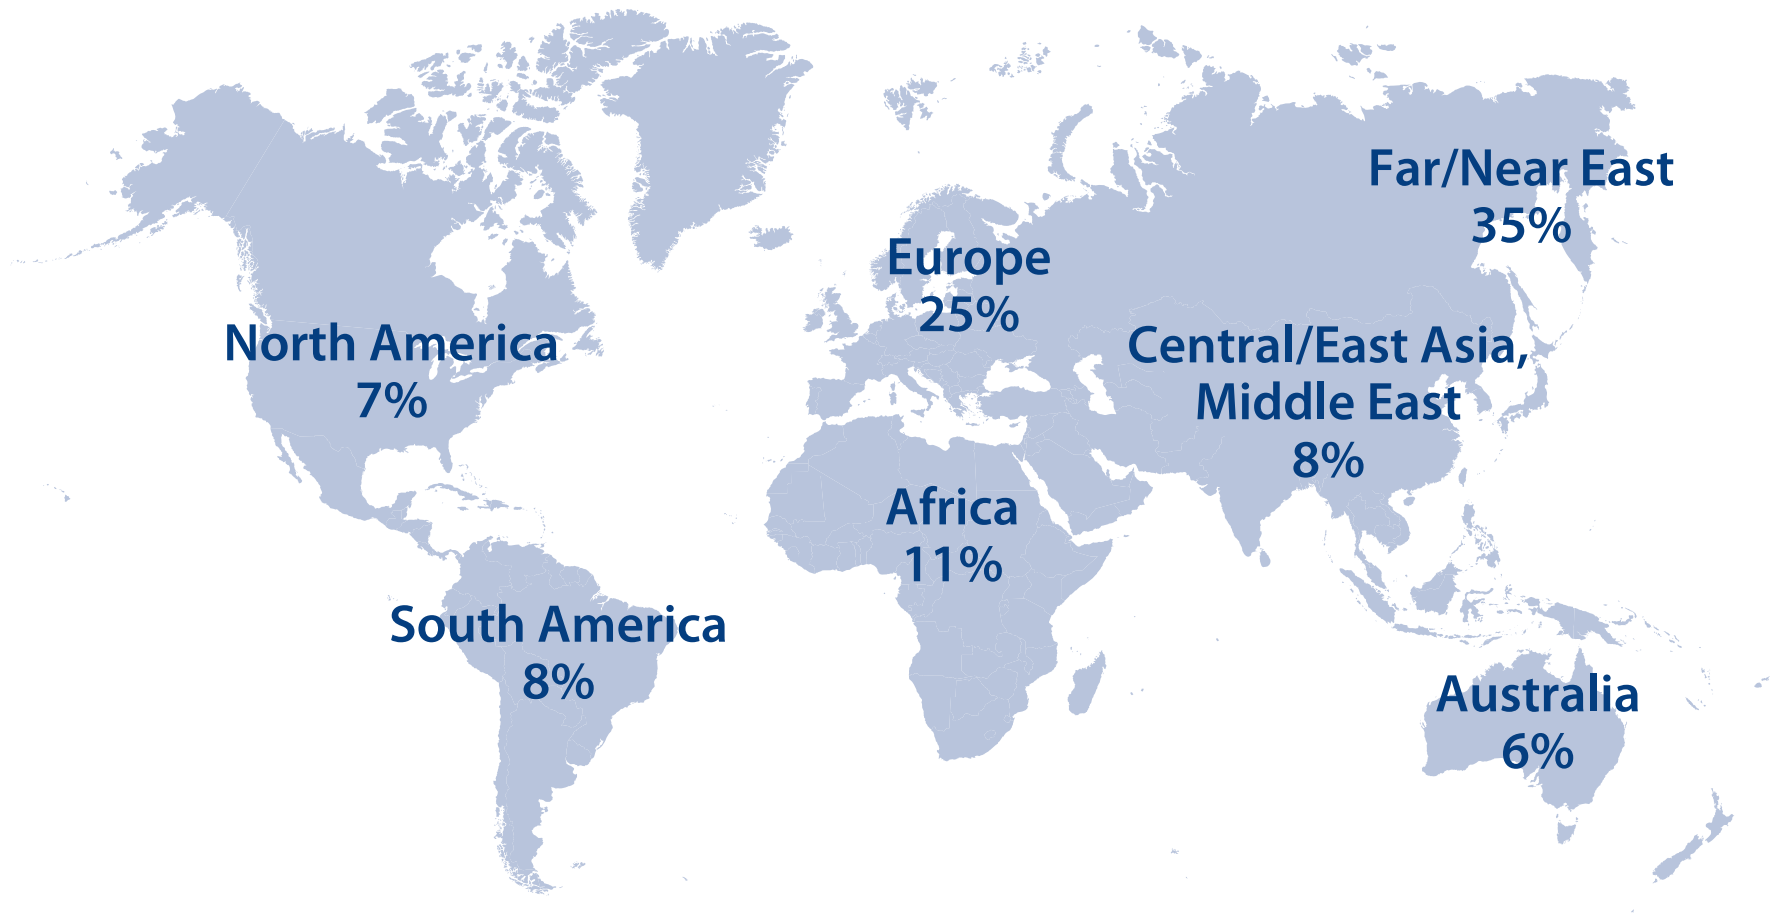 Far/Near East
35%
Europe
25%
North America
7%
Central/East Asia,
Middle East
8%
Africa
11%
South America
8%
Australia
6%